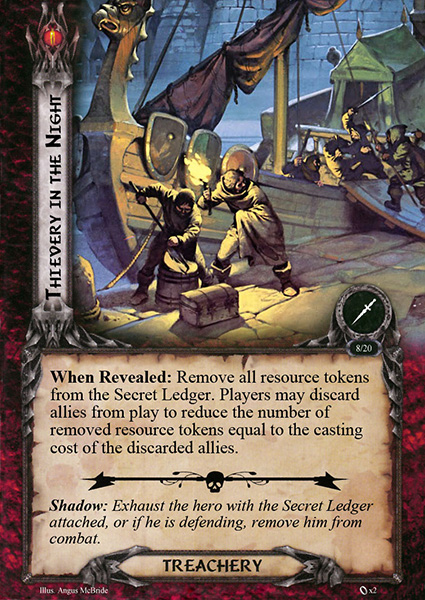 THIEVERY IN THE NIGHT
8/20
When Revealed: Remove all resource tokens
from the Secret Ledger. Players may discard
allies from play to reduce the number of
removed resource tokens equal to the casting
cost of the discarded allies.
Shadow: Exhaust the hero with the Secret Ledger
attached, or if he is defending, remove him from
combat.
TREACHERY
Illus. Angus McBride
x2